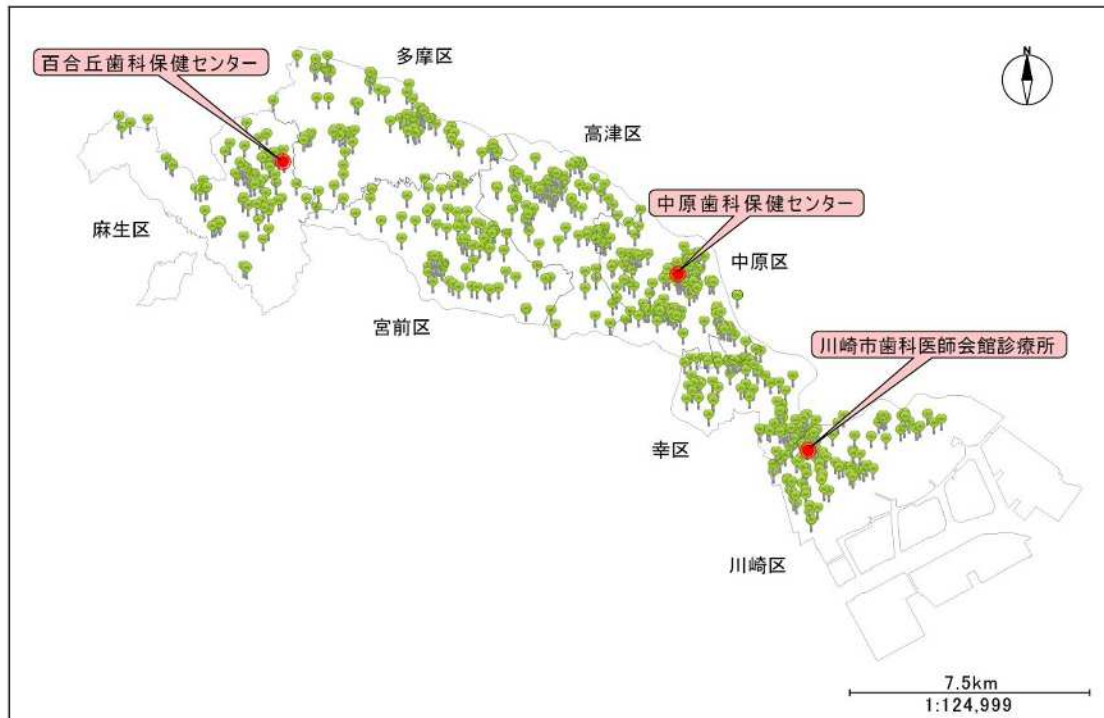 多摩区
百合丘歯科保健センター
N
高津区
中原歯科保健センター
麻生区
中原区
宮前区
川崎市歯科医師会館診療所
幸区
川崎区
7.5km
1:124,999